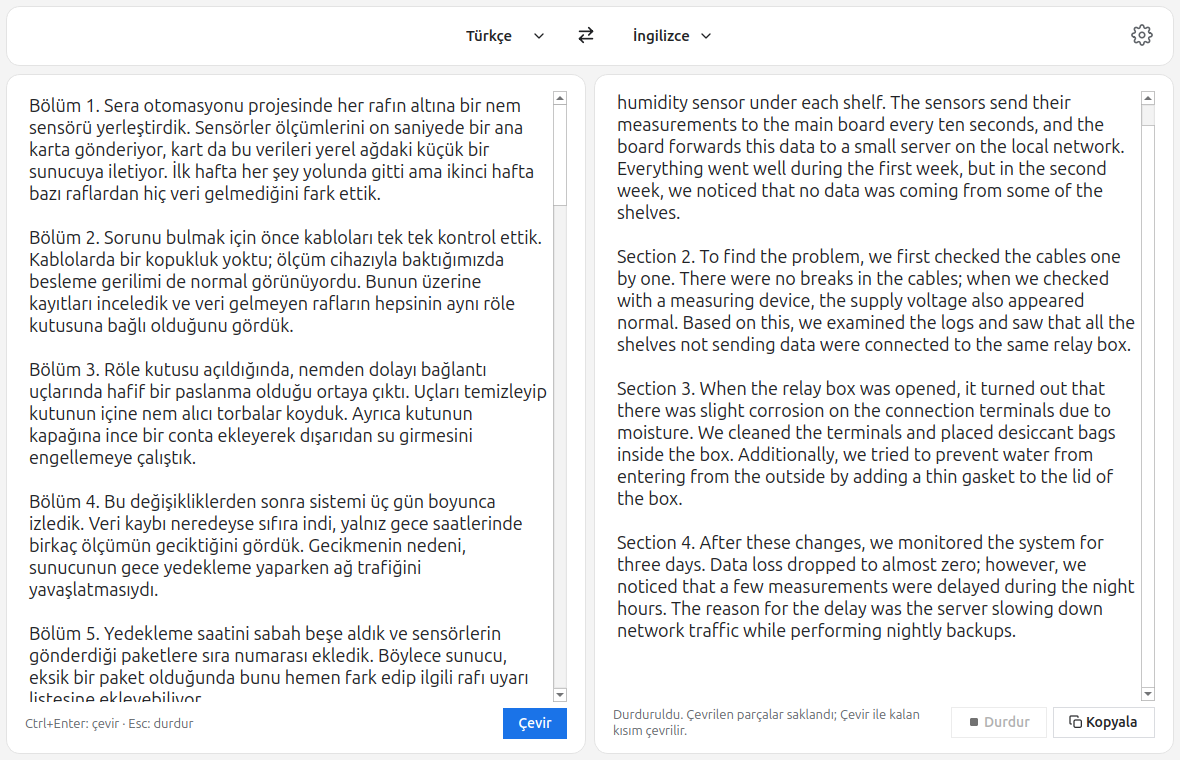 Türkçe
İngilizce
Bölüm 1. Sera otomasyonu projesinde her rafın altına bir nem
sensörü yerleştirdik. Sensörler ölçümlerini on saniyede bir ana
karta gönderiyor, kart da bu verileri yerel ağdaki küçük bir
sunucuya iletiyor. İlk hafta her şey yolunda gitti ama ikinci hafta
bazı raflardan hiç veri gelmediğini fark ettik.
Bölüm 2. Sorunu bulmak için önce kabloları tek tek kontrol ettik.
Kablolarda bir kopukluk yoktu; ölçüm cihazıyla baktığımızda
besleme gerilimi de normal görünüyordu. Bunun üzerine
kayıtları inceledik ve veri gelmeyen rafların hepsinin aynı röle
kutusuna bağlı olduğunu gördük.
Bölüm 3. Röle kutusu açıldığında, nemden dolayı bağlantı
uçlarında hafif bir paslanma olduğu ortaya çıktı. Uçları temizleyip
kutunun içine nem alıcı torbalar koyduk. Ayrıca kutunun
kapağına ince bir conta ekleyerek dışarıdan su girmesini
engellemeye çalıştık.
Bölüm 4. Bu değişikliklerden sonra sistemi üç gün boyunca
izledik. Veri kaybı neredeyse sıfıra indi, yalnız gece saatlerinde
birkaç ölçümün geciktiğini gördük. Gecikmenin nedeni,
sunucunun gece yedekleme yaparken ağ trafiğini
yavaşlatmasıydı.
Bölüm 5. Yedekleme saatini sabah beşe aldık ve sensörlerin
gönderdiği paketlere sıra numarası ekledik. Böylece sunucu,
eksik bir paket olduğunda bunu hemen fark edip ilgili rafı uyarı
listesine ekleyebiliyor.
Ctrl+Enter: çevir · Esc: durdur
Çevir
humidity sensor under each shelf. The sensors send their
measurements to the main board every ten seconds, and the
board forwards this data to a small server on the local network.
Everything went well during the first week, but in the second
week, we noticed that no data was coming from some of the
shelves.
Section 2. To find the problem, we first checked the cables one
by one. There were no breaks in the cables; when we checked
with a measuring device, the supply voltage also appeared
normal. Based on this, we examined the logs and saw that all the
shelves not sending data were connected to the same relay box.
Section 3. When the relay box was opened, it turned out that
there was slight corrosion on the connection terminals due to
moisture. We cleaned the terminals and placed desiccant bags
inside the box. Additionally, we tried to prevent water from
entering from the outside by adding a thin gasket to the lid of
the box.
Section 4. After these changes, we monitored the system for
three days. Data loss dropped to almost zero; however, we
noticed that a few measurements were delayed during the night
hours. The reason for the delay was the server slowing down
network traffic while performing nightly backups.
Durduruldu. Çevrilen parçalar saklandı; Çevir ile kalan
kısım çevrilir.
Durdur
Kopyala